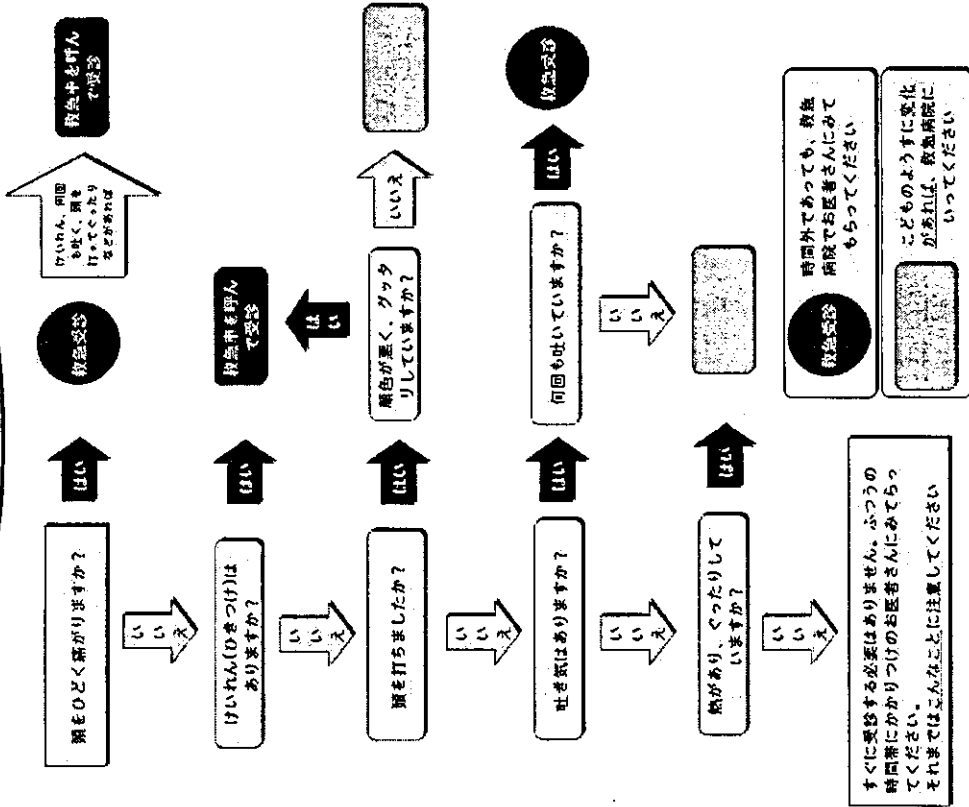 頭をひどく痛がりますか？
はい
救急受診
けいれん、何回
も吐く、頭を
打ってぐったり
などがあれば
救急車を呼ん
で受診
いいえ
けいれん(ひきつけ)は
ありますか？
はい
救急車を呼ん
で受診
いいえ
頭を打ちましたか？
はい
顔色が悪く、グッタ
リしていますか？
はい
いいえ
いいえ
吐き気はありますか？
はい
何回も吐いていますか？
はい
救急受診
いいえ
いいえ
熱があり、ぐったりして
いますか？
はい
いいえ
すぐに受診する必要はありません。ふつうの
時間帯にかかりつけのお医者さんにみてもらっ
てください。
それまではこんなことに注意してください
救急受診
時間外であっても、救急
病院でお医者さんにみて
もらってください
こどものようすに変化
があれば、救急病院に
いってください